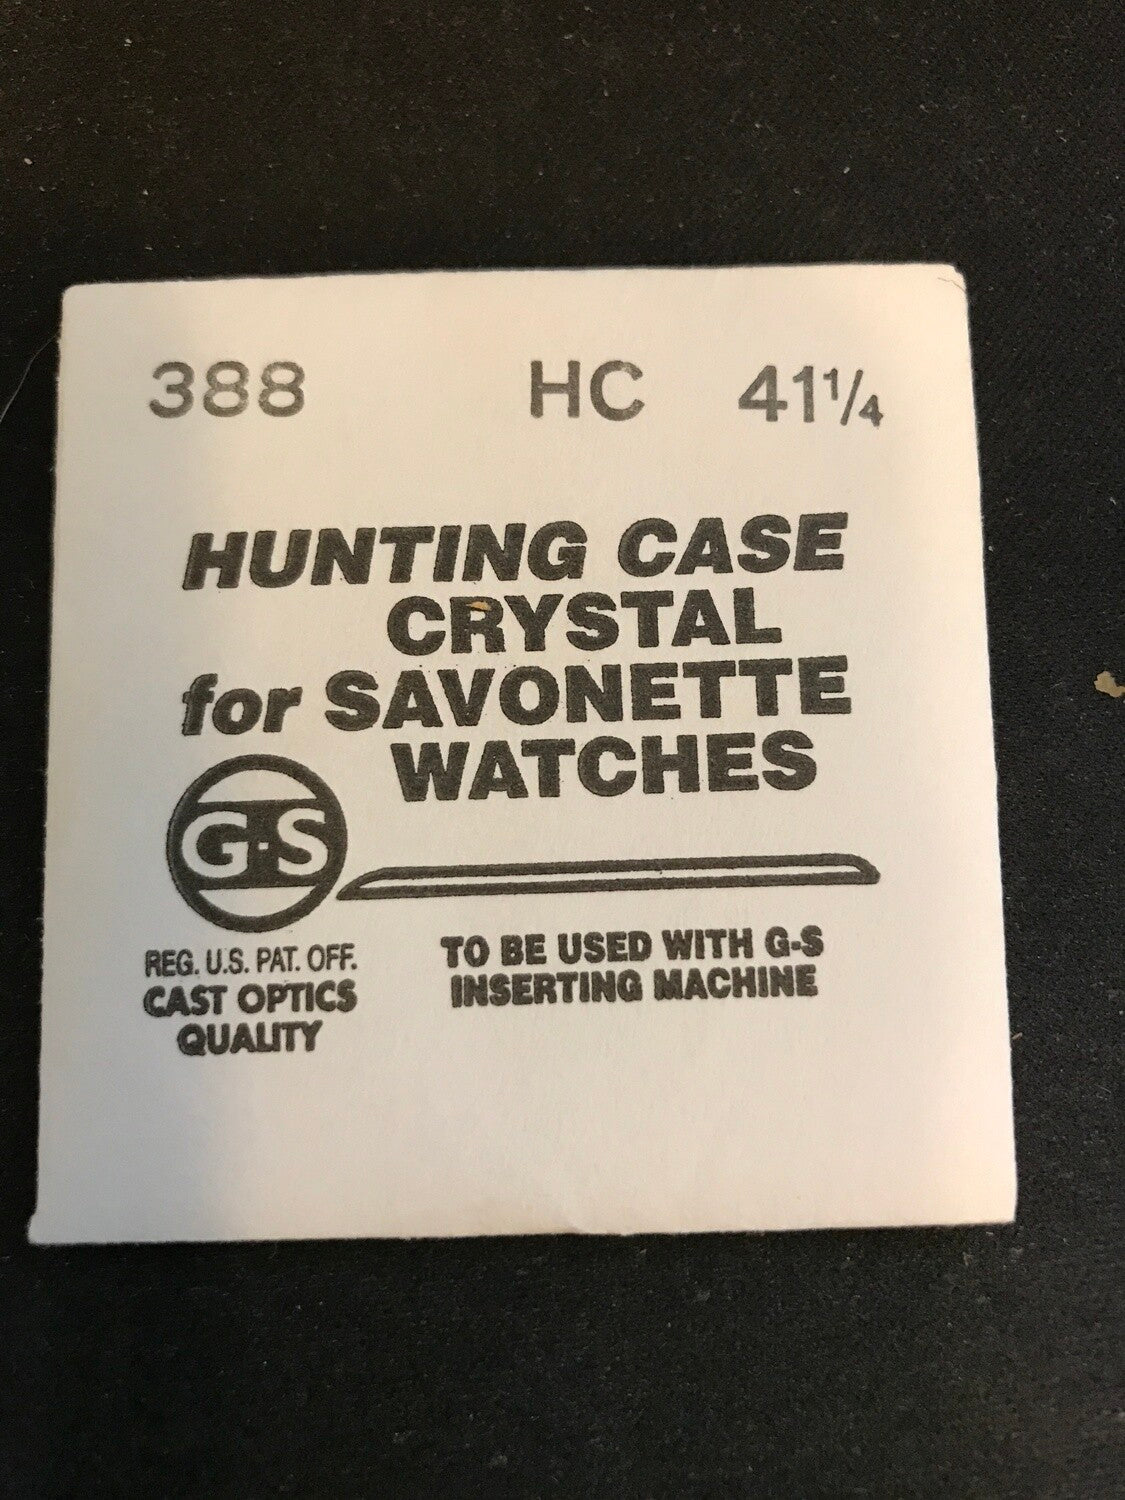 388 HC 41¼
HUNTING CASE
CRYSTAL
for SAVONETTE
WATCHES
G-S
REG. U.S. PAT. OFF.
CAST OPTICS
QUALITY
TO BE USED WITH G-S
INSERTING MACHINE